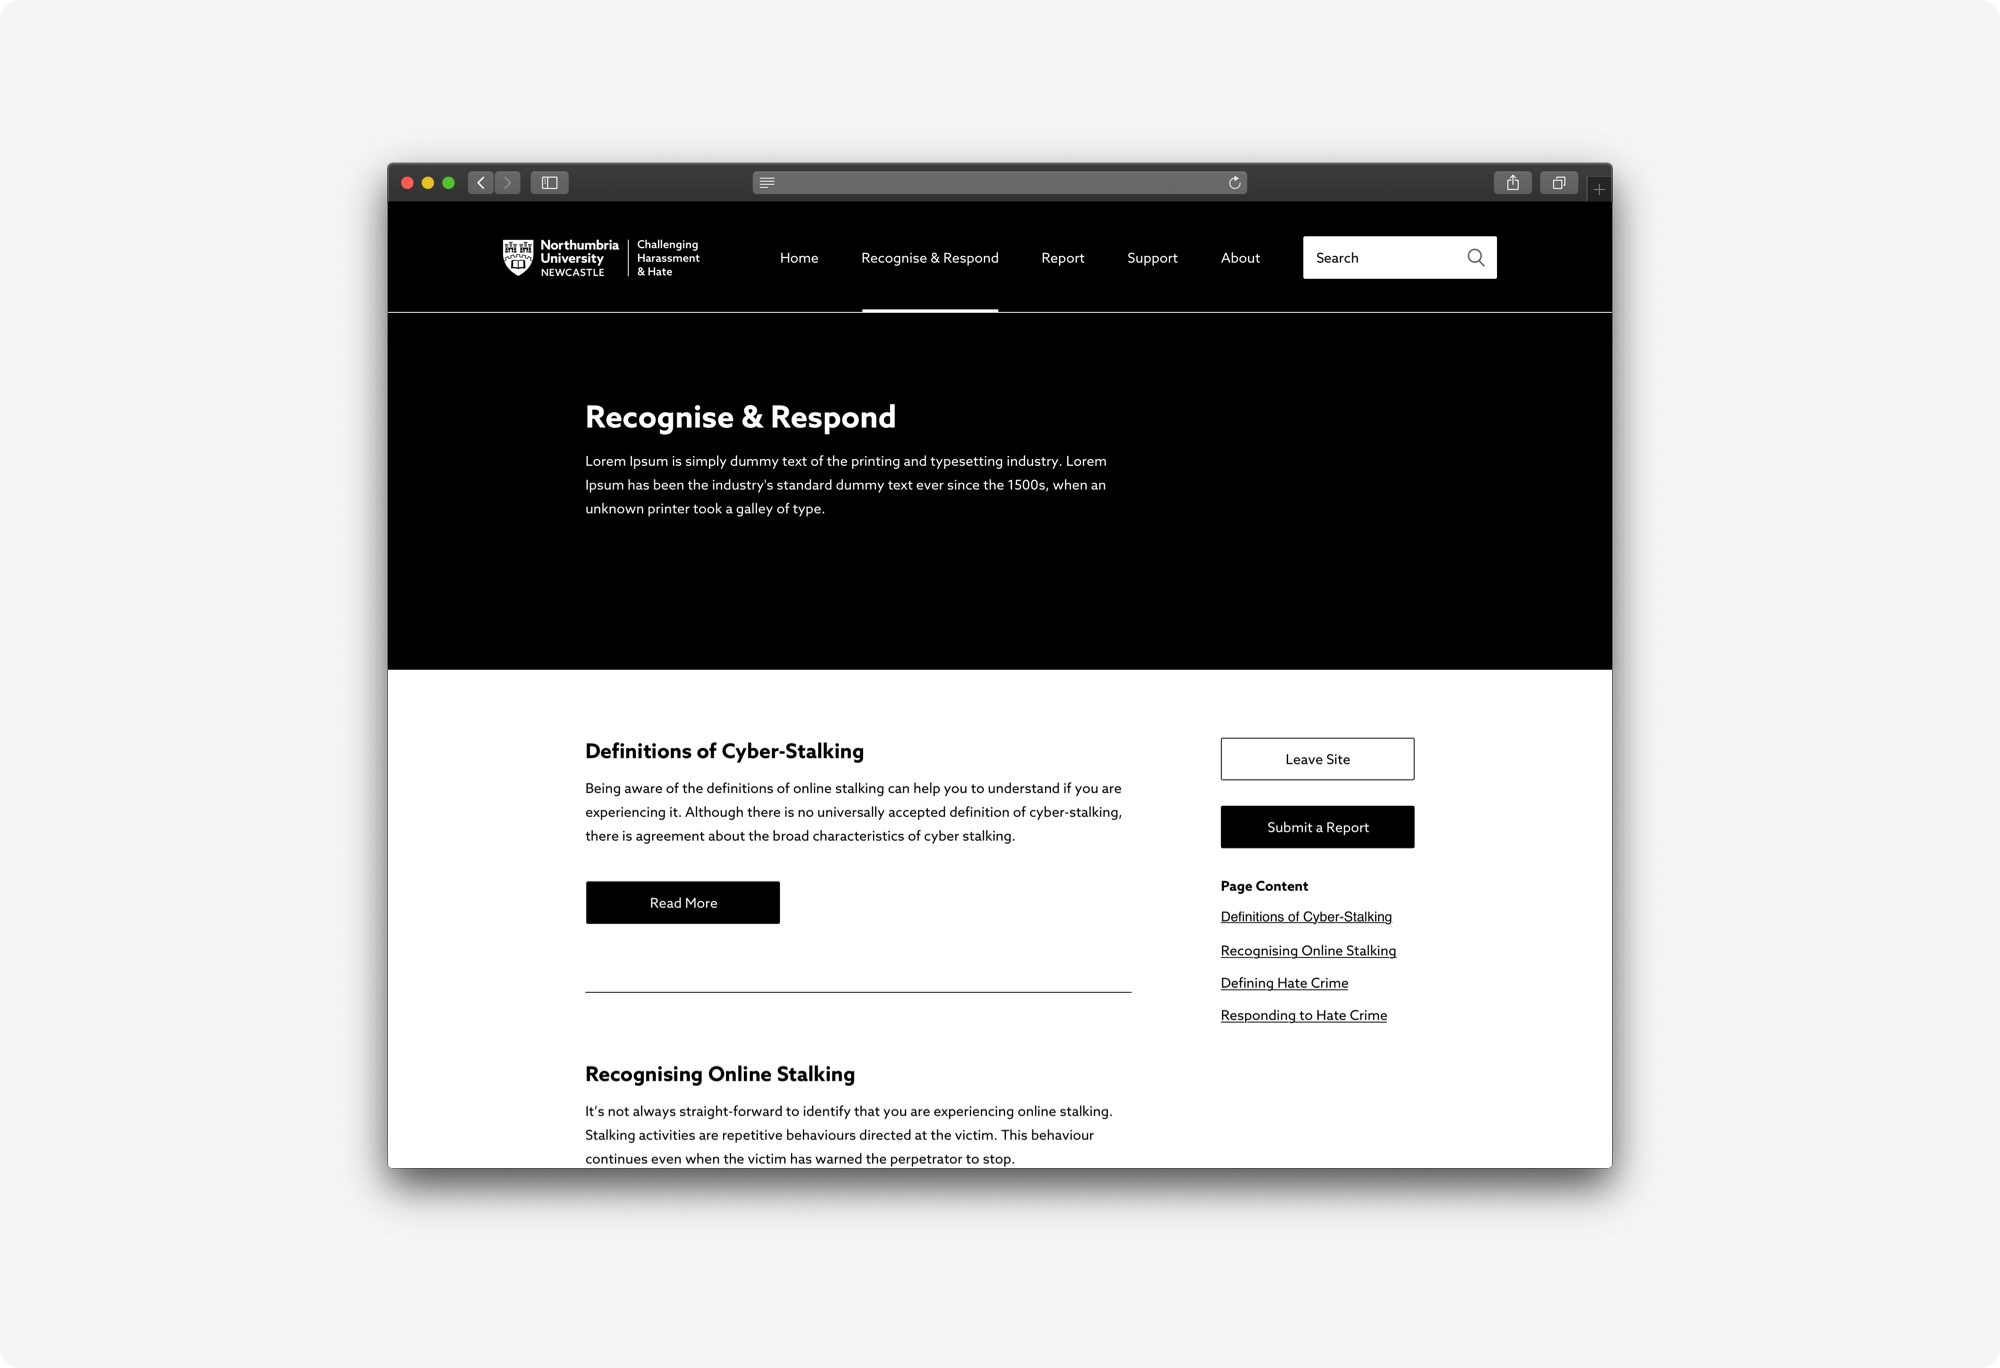 Northumbria
University
NEWCASTLE
Challenging
Harassment
& Hate
Home
Recognise & Respond
Report
Support
About
Search
Recognise & Respond
Lorem Ipsum is simply dummy text of the printing and typesetting industry. Lorem
Ipsum has been the industry's standard dummy text ever since the 1500s, when an
unknown printer took a galley of type.
Definitions of Cyber-Stalking
Being aware of the definitions of online stalking can help you to understand if you are
experiencing it. Although there is no universally accepted definition of cyber-stalking,
there is agreement about the broad characteristics of cyber stalking.
Read More
Recognising Online Stalking
It’s not always straight-forward to identify that you are experiencing online stalking.
Stalking activities are repetitive behaviours directed at the victim. This behaviour
continues even when the victim has warned the perpetrator to stop.
Leave Site
Submit a Report
Page Content
Definitions of Cyber-Stalking
Recognising Online Stalking
Defining Hate Crime
Responding to Hate Crime